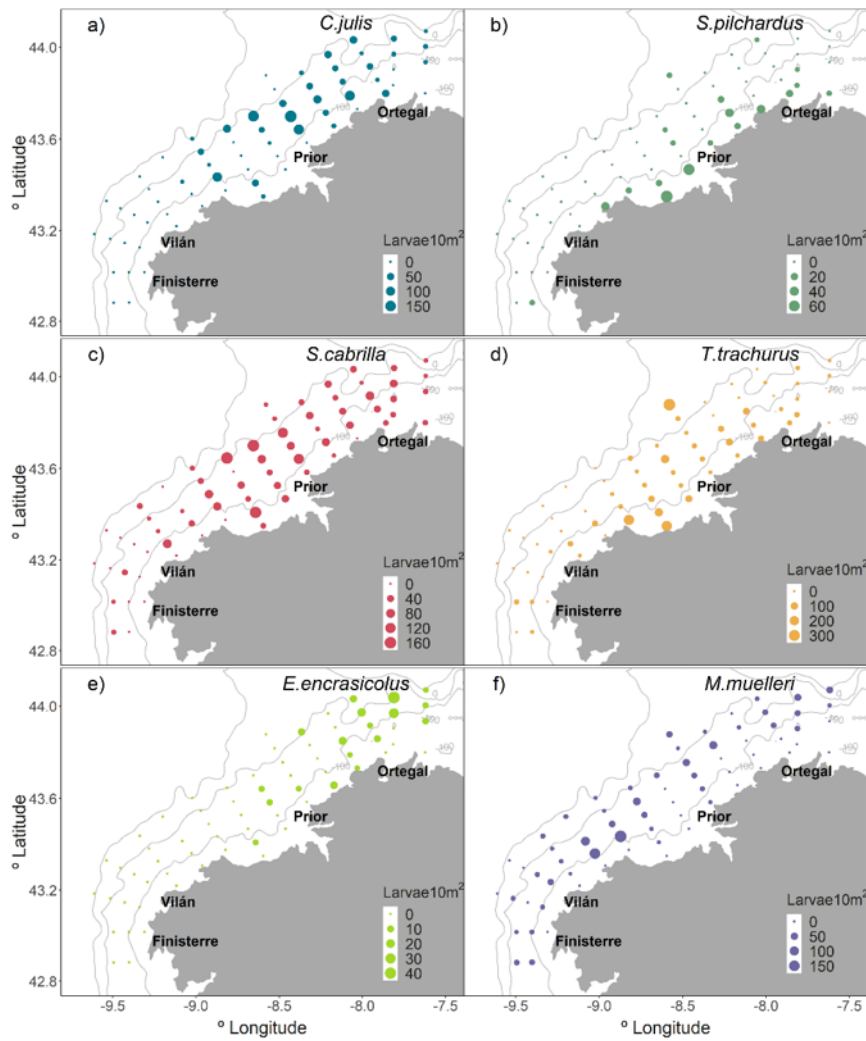 a) C.julis
44.0
43.6
43.2
42.8
º Latitude
Ortegal
Prior
Vilán
Finisterre
Larvae10m2
0
50
100
150
b) S.pilchardus
Ortegal
Prior
Vilán
Finisterre
Larvae10m2
0
20
40
60
c) S.cabrilla
44.0
43.6
43.2
42.8
º Latitude
Ortegal
Prior
Vilán
Finisterre
Larvae10m2
0
40
80
120
160
d) T.trachurus
Ortegal
Prior
Vilán
Finisterre
Larvae10m2
0
100
200
300
e) E.encrasicolus
44.0
43.6
43.2
42.8
º Latitude
Ortegal
Prior
Vilán
Finisterre
Larvae10m2
0
10
20
30
40
-9.5 -9.0 -8.5 -8.0 -7.5
º Longitude
f) M.muelleri
Ortegal
Prior
Vilán
Finisterre
Larvae10m2
0
50
100
150
-9.5 -9.0 -8.5 -8.0 -7.5
º Longitude